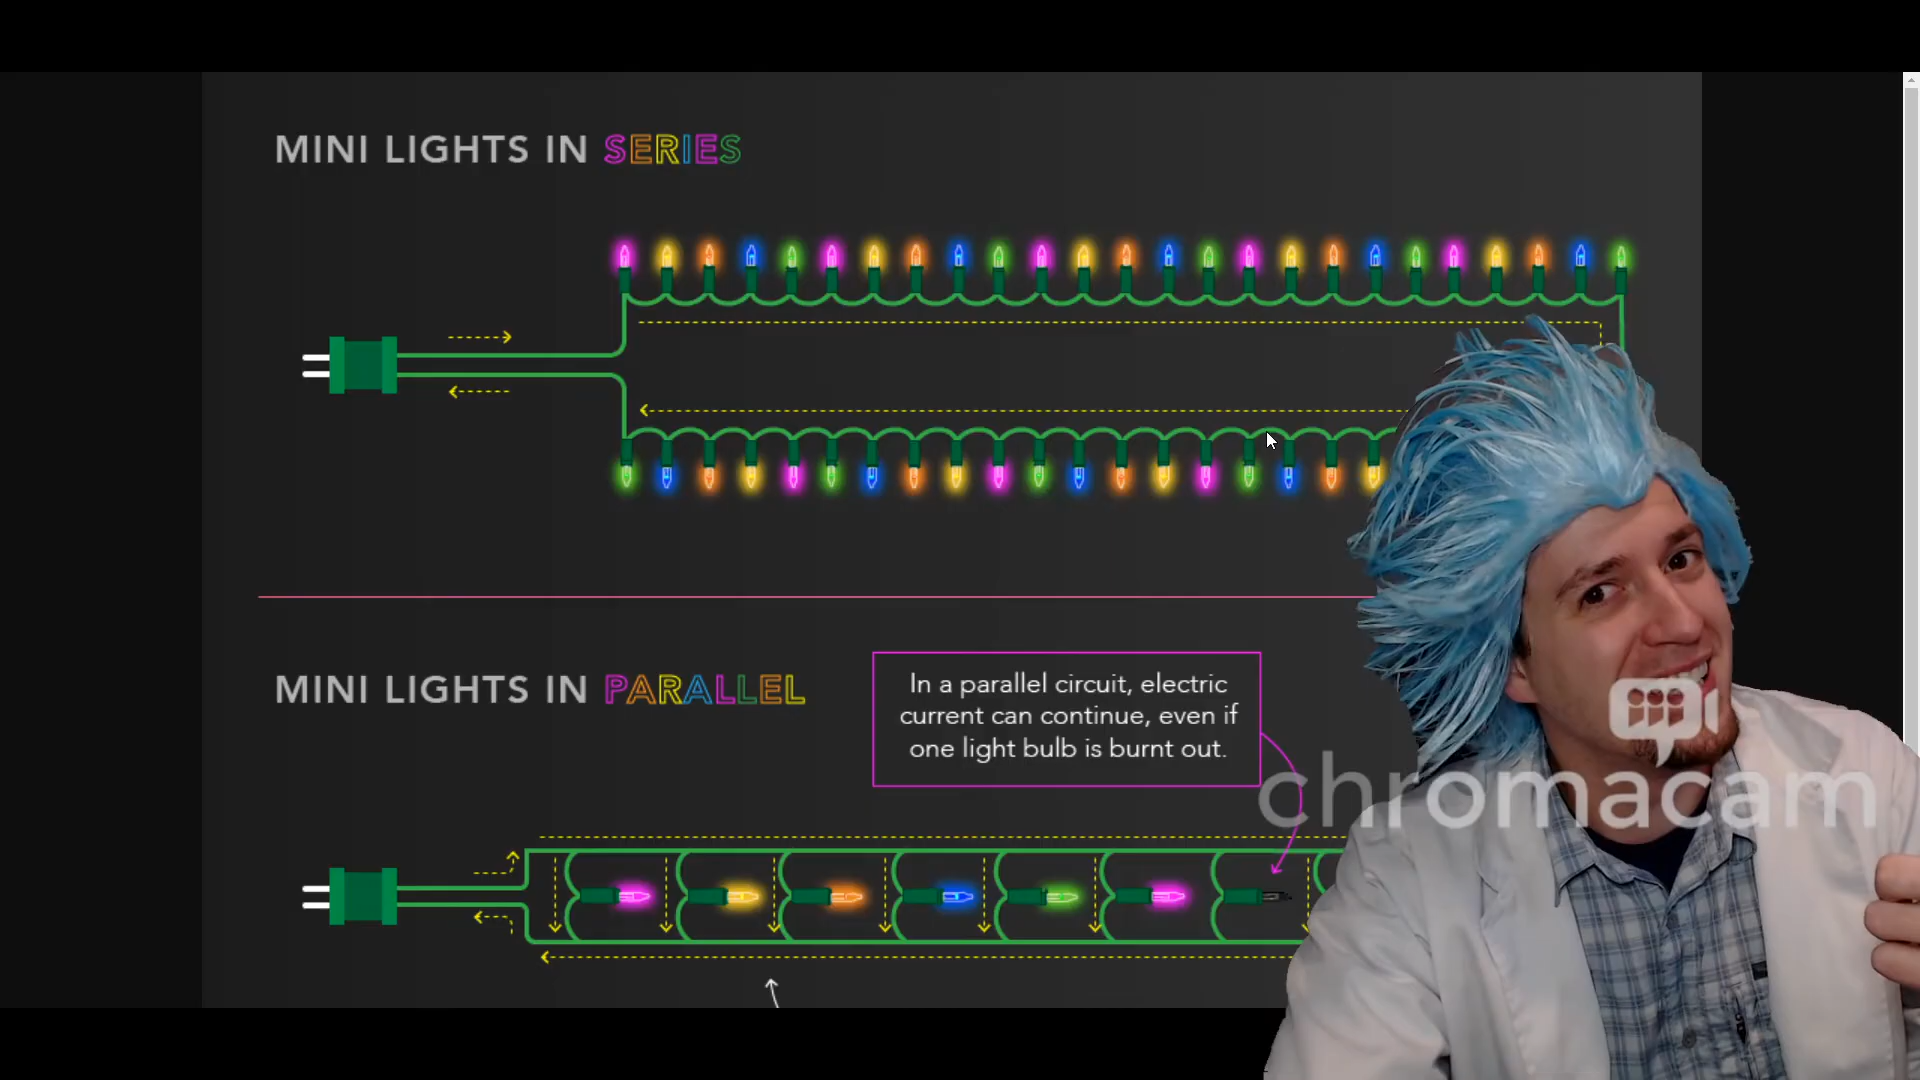 MINI LIGHTS IN SERIES
MINI LIGHTS IN PARALLEL
In a parallel circuit, electric
current can continue, even if
one light bulb is burnt out.
chromacam